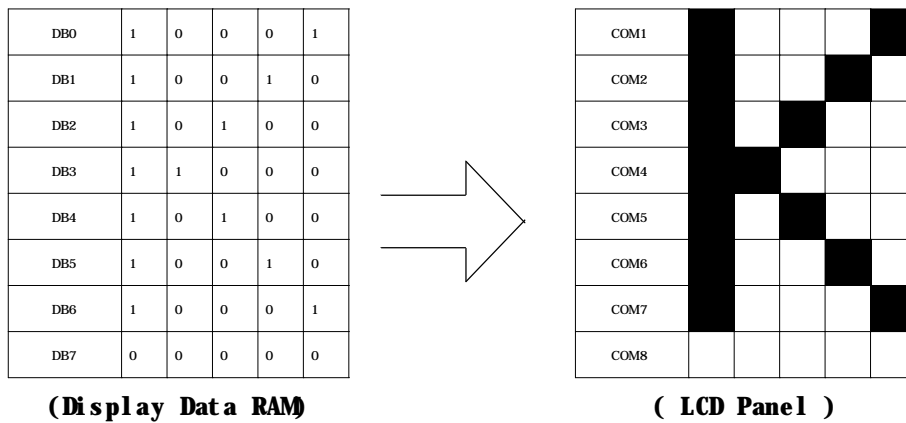 DB0 1 0 0 0 1
DB1 1 0 0 1 0
DB2 1 0 1 0 0
DB3 1 1 0 0 0
DB4 1 0 1 0 0
DB5 1 0 0 1 0
DB6 1 0 0 0 1
DB7 0 0 0 0 0
(Display Data RAM)
COM1
COM2
COM3
COM4
COM5
COM6
COM7
COM8
( LCD Panel )